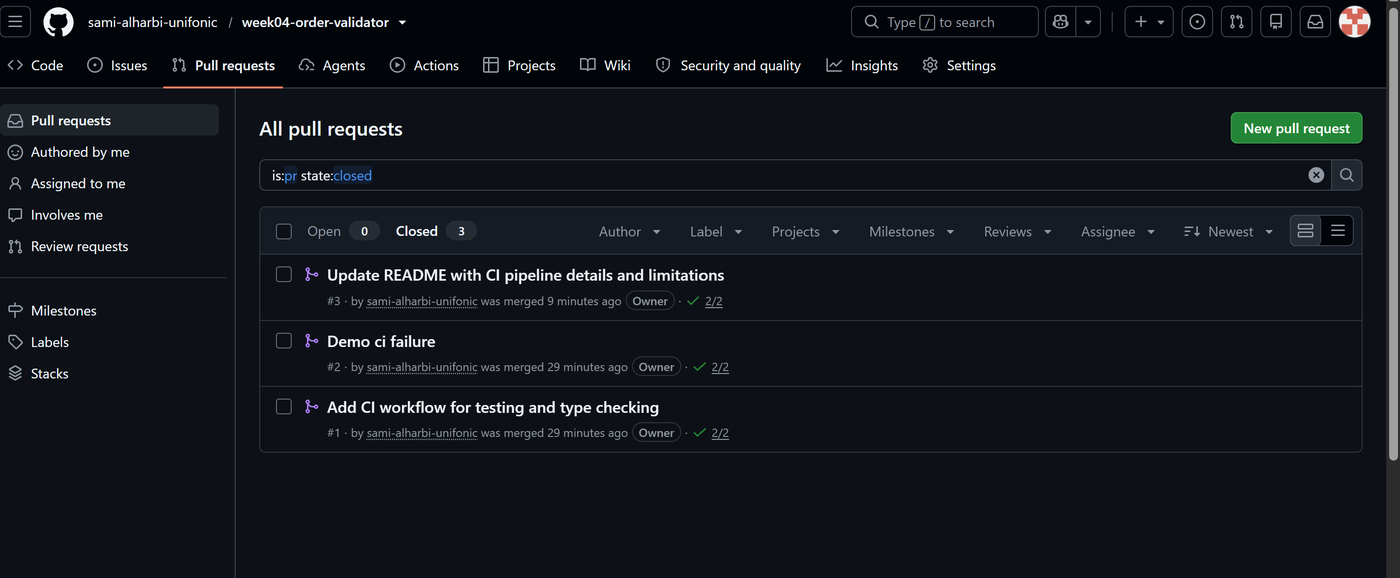 sami-alharbi-unifonic / week04-order-validator
Type / to search
Code Issues Pull requests Agents Actions Projects Wiki Security and quality Insights Settings
Pull requests
Authored by me
Assigned to me
Involves me
Review requests
Milestones
Labels
Stacks
All pull requests
New pull request
is:pr state:closed
Open 0 Closed 3 Author Label Projects Milestones Reviews Assignee Newest
Update README with CI pipeline details and limitations
#3 · by sami-alharbi-unifonic was merged 9 minutes ago Owner · 2/2
Demo ci failure
#2 · by sami-alharbi-unifonic was merged 29 minutes ago Owner · 2/2
Add CI workflow for testing and type checking
#1 · by sami-alharbi-unifonic was merged 29 minutes ago Owner · 2/2